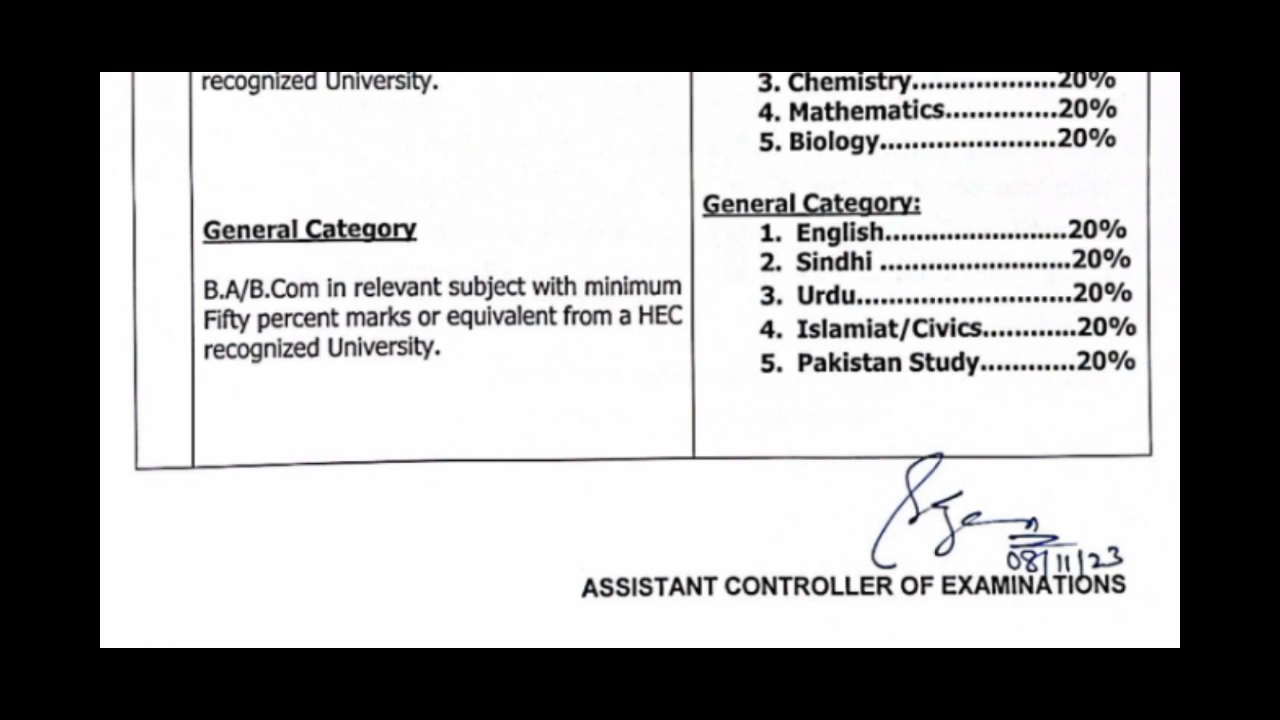 recognized University.
General Category
B.A/B.Com in relevant subject with minimum
Fifty percent marks or equivalent from a HEC
recognized University.
3. Chemistry....................20%
4. Mathematics...............20%
5. Biology........................20%
General Category:
1. English........................20%
2. Sindhi .........................20%
3. Urdu............................20%
4. Islamiat/Civics............20%
5. Pakistan Study............20%
08/11/23
ASSISTANT CONTROLLER OF EXAMINATIONS